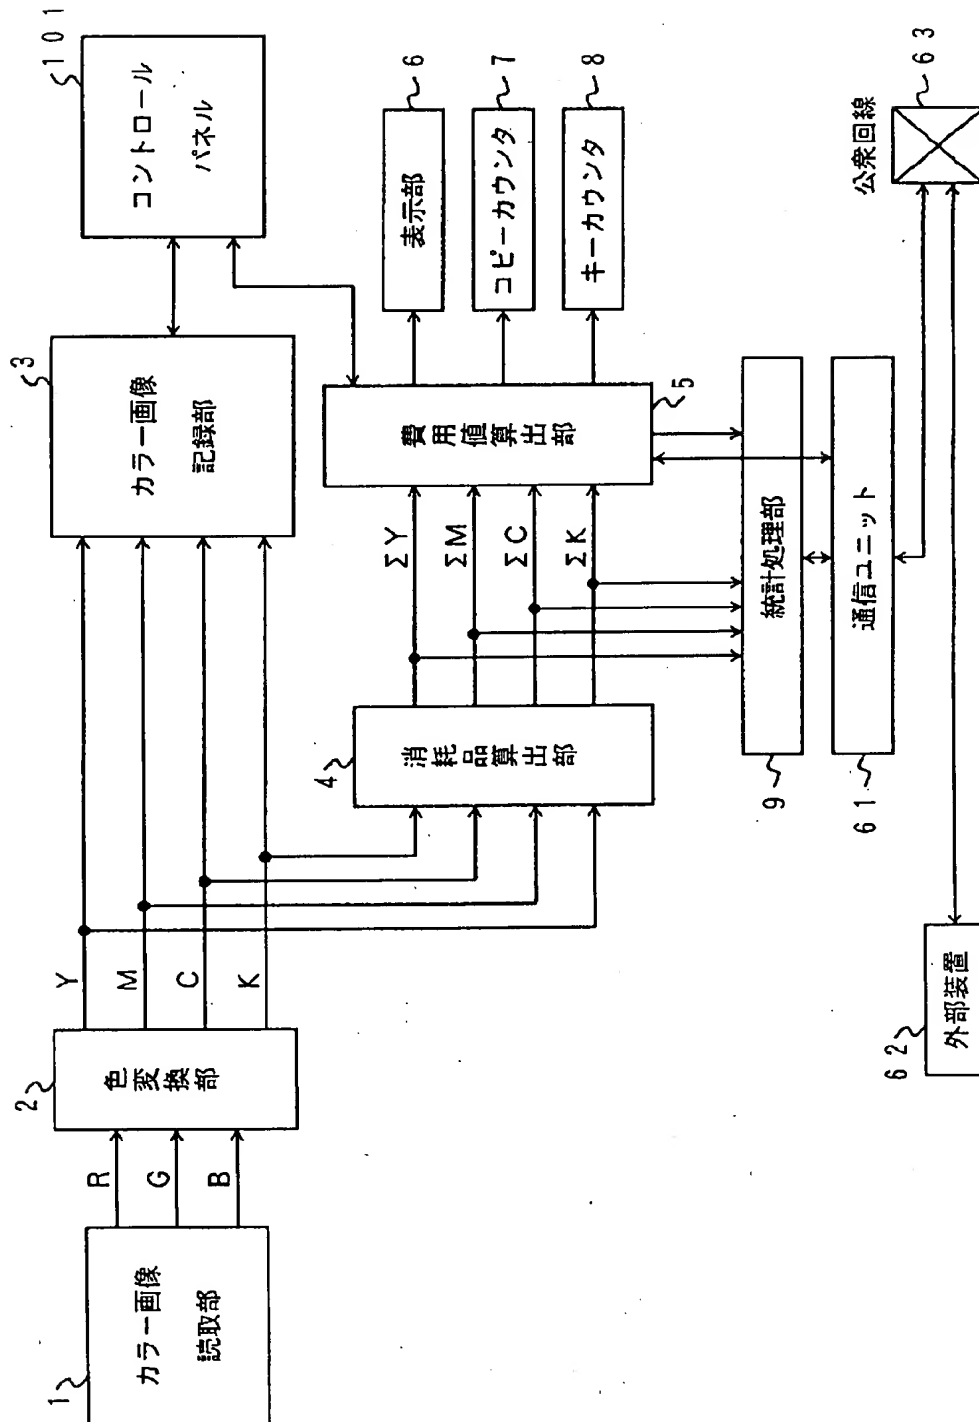 1
カラー画像
読取部
R
G
B
2
色変換部
Y
M
C
K
3
カラー画像
記録部
101
コントロール
パネル
4
消耗品算出部
ΣY
ΣM
ΣC
ΣK
5
費用値算出部
表示部
6
コピーカウンタ
7
キーカウンタ
8
統計処理部
9
通信ユニット
61
外部装置
62
公衆回線
63